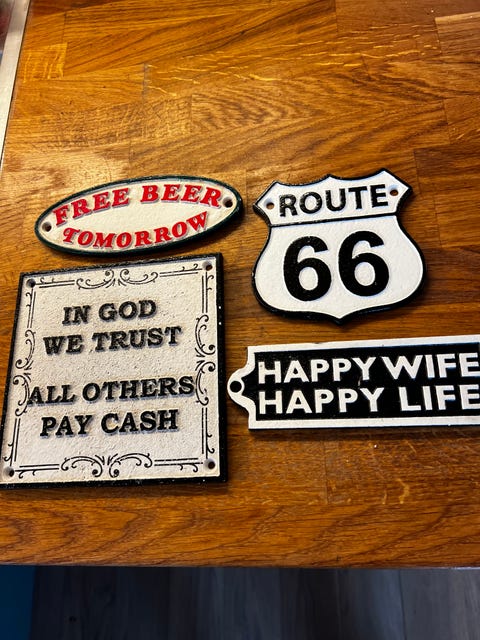 FREE BEER
TOMORROW
ROUTE
66
IN GOD
WE TRUST
ALL OTHERS
PAY CASH
HAPPY WIFE
HAPPY LIFE